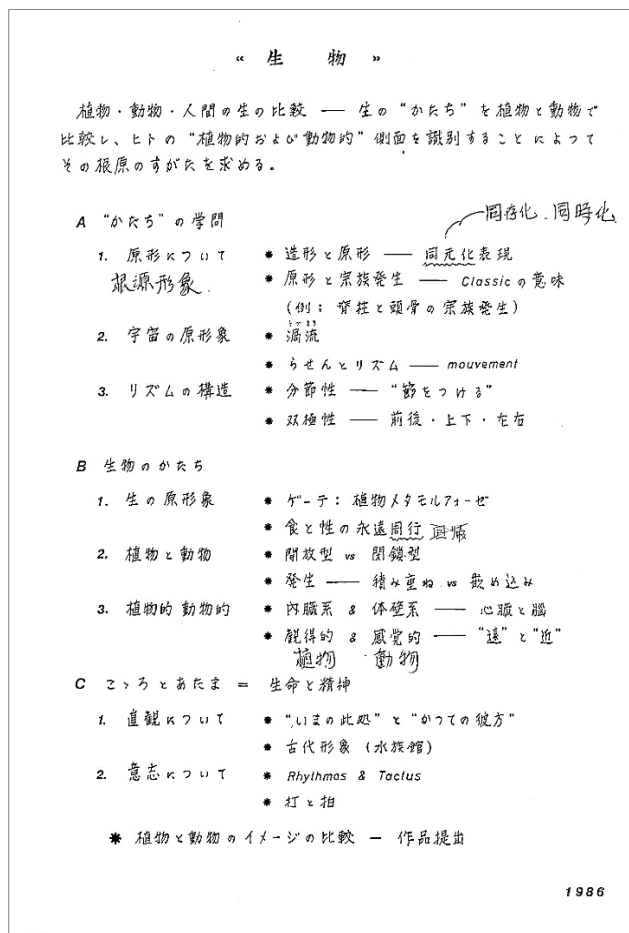 “ 生 物 ”
植物・動物・人間の生の比較 ── 生の“かたち”を植物と動物で
比較し、ヒトの“植物的および動物的”側面を識別することによって
その根原のすがたを求める。
同存化．同時化
A “かたち”の学問
1. 原形について * 造形と原形 ── 同元化表現
根源形象． * 原形と宗族発生 ── Classicの意味
(例：脊柱と頭骨の宗族発生)
2. 宇宙の原形象 * 渦流
* らせんとリズム ── mouvement
3. リズムの構造 * 分節性 ── “節をつける”
* 双極性 ── 前後・上下・左右
B 生物のかたち
1. 生の原形象 * ゲーテ：植物メタモルフォーゼ
* 食と性の永遠周行 回帰
2. 植物と動物 * 開放型 vs 閉鎖型
* 発生 ── 積み重ね vs 嵌め込み
3. 植物的 動物的 * 内臓系 & 体壁系 ── 心臓と脳
* 観得的 & 感覚的 ── “遠”と“近”
植物 動物
C こゝろとあたま = 生命と精神
1. 直観について * “いまの此処”と“かつての彼方”
* 古代形象 (水族館)
2. 意志について * Rhythmos & Tactus
* 打と拍
* 植物と動物のイメージの比較 ─ 作品提出
1986